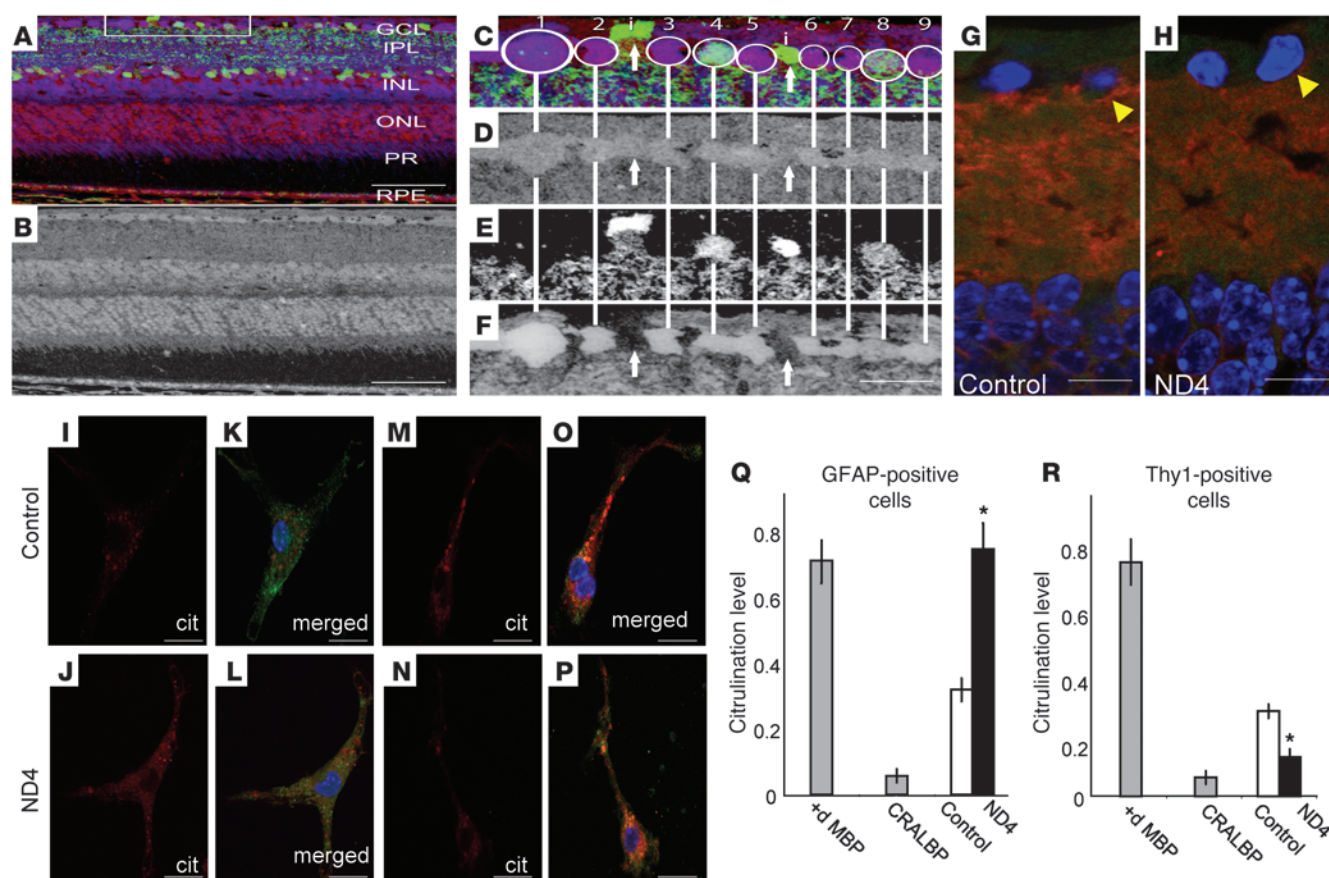 A
GCL
IPL
INL
ONL
PR
RPE
B
C
1 2 i 3 4 5 i 6 7 8 9
D
E
F
G
Control
H
ND4
Control
I
cit
K
merged
M
cit
O
merged
ND4
J
cit
L
merged
N
cit
P
Q
GFAP-positive
cells
Citrulination level
0.8
0.6
0.4
0.2
0
*
+d MBP
CRALBP
Control
ND4
R
Thy1-positive
cells
Citrulination level
0.8
0.6
0.4
0.2
0
*
+d MBP
CRALBP
Control
ND4